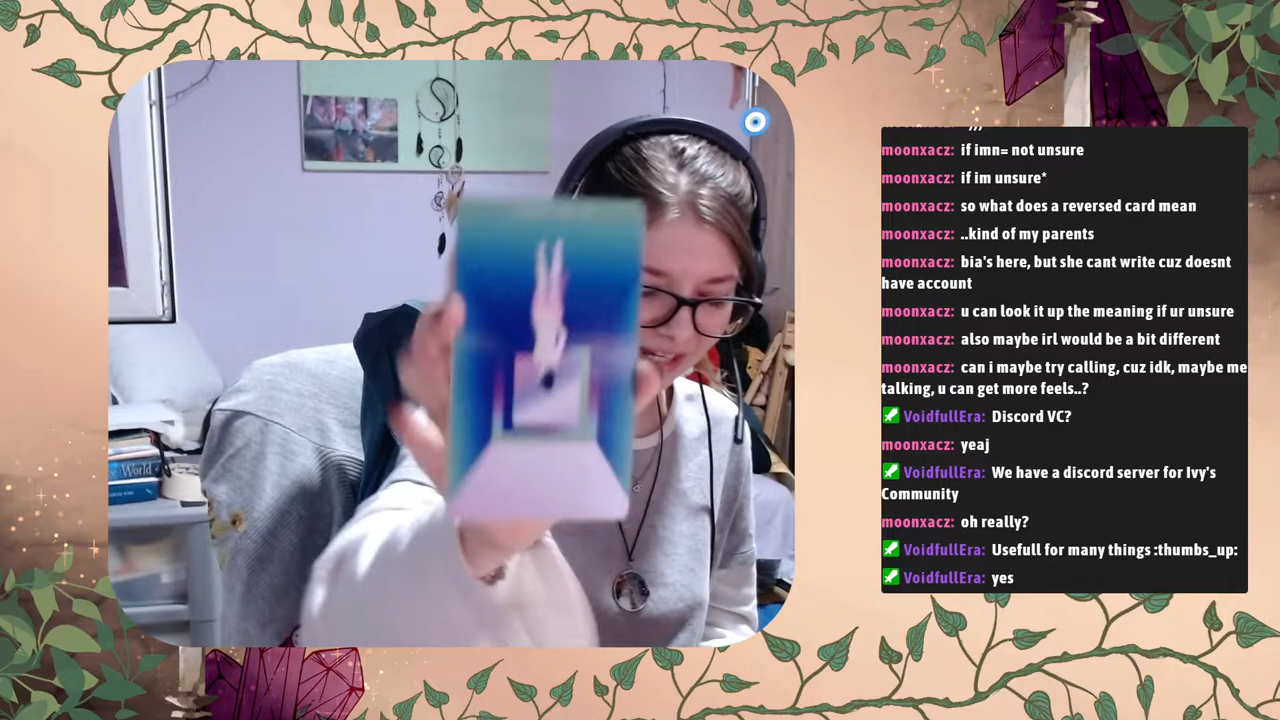 moonxacz: if imn= not unsure
moonxacz: if im unsure*
moonxacz: so what does a reversed card mean
moonxacz: ..kind of my parents
moonxacz: bia's here, but she cant write cuz doesnt
have account
moonxacz: u can look it up the meaning if ur unsure
moonxacz: also maybe irl would be a bit different
moonxacz: can i maybe try calling, cuz idk, maybe me
talking, u can get more feels..?
VoidfullEra: Discord VC?
moonxacz: yeaj
VoidfullEra: We have a discord server for Ivy's
Community
moonxacz: oh really?
VoidfullEra: Usefull for many things :thumbs_up:
VoidfullEra: yes
World